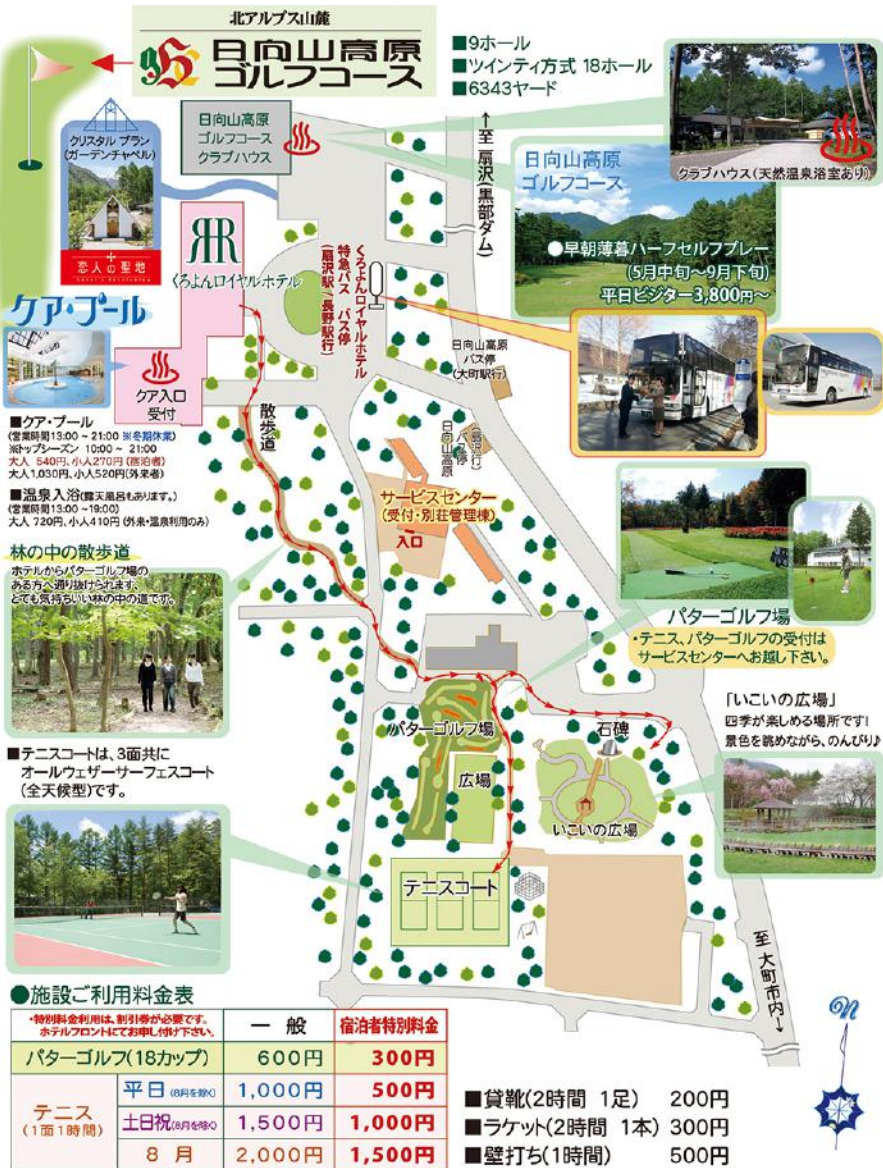 北アルプス山麓
日向山高原
ゴルフコース
■9ホール
■ツインティ方式 18ホール
■6343ヤード
日向山高原
ゴルフコース
クラブハウス
クリスタル ブラン
(ガーデンチャペル)
恋人の聖地
↑至 扇沢(黒部ダム)
クラブハウス(天然温泉浴室あり)
日向山高原
ゴルフコース
●早朝薄暮ハーフセルフプレー
(5月中旬～9月下旬)
平日ビジター3,800円～
くろよんロイヤルホテル
くろよんロイヤルホテル
特急バス バス停
(扇沢駅/長野駅行)
日向山高原
バス停
(大町駅行)
日向山高原
バス停
(扇沢行)
ケア・プール
ケア入口
受付
■ケア・プール
(営業時間13:00 ~ 21:00 ※冬期休業)
※トップシーズン 10:00 ~ 21:00
大人 540円、小人270円 (宿泊者)
大人1,030円、小人520円(外来者)
■温泉入浴(露天風呂もあります。)
(営業時間13:00 ~19:00)
大人 720円、小人410円 (外来・温泉利用のみ)
散歩道
サービスセンター
(受付・別荘管理棟)
入口
林の中の散歩道
ホテルからパターゴルフ場の
ある方へ通り抜けられます。
とても気持ちいい林の中の道です。
パターゴルフ場
・テニス、パターゴルフの受付は
サービスセンターへお越し下さい。
パターゴルフ場
広場
石碑
いこいの広場
「いこいの広場」
四季が楽しめる場所です!
景色を眺めながら、のんびり♪
■テニスコートは、3面共に
オールウェザーサーフェスコート
(全天候型)です。
テニスコート
至 大町市内↓
N
●施設ご利用料金表
・特別料金利用は、割引券が必要です。
ホテルフロントにてお申し付け下さい。
一 般
宿泊者特別料金
パターゴルフ(18カップ) 600円 300円
テニス
(1面1時間)
平日(8月を除く) 1,000円 500円
土日祝(8月を除く) 1,500円 1,000円
8 月 2,000円 1,500円
■貸靴(2時間 1足) 200円
■ラケット(2時間 1本) 300円
■壁打ち(1時間) 500円